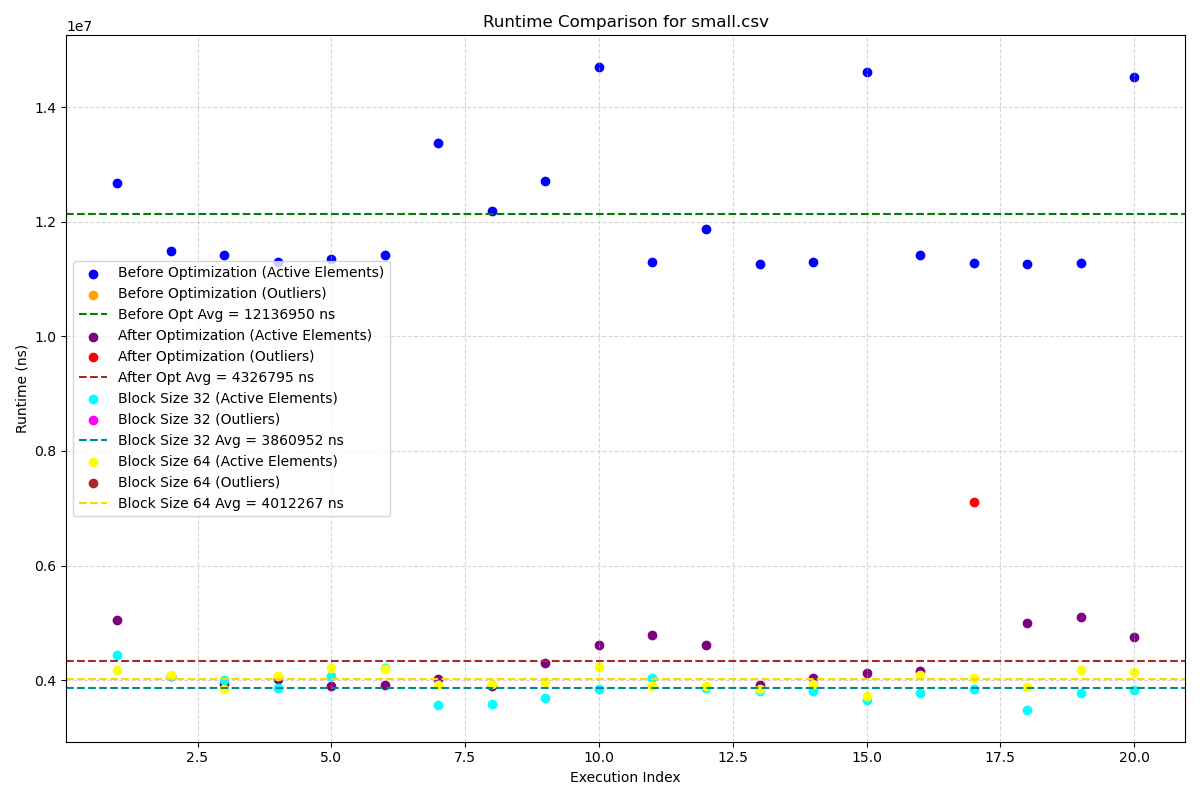 Runtime Comparison for small.csv
1e7
1.4
1.2
1.0
0.8
0.6
0.4
Runtime (ns)
Before Optimization (Active Elements)
Before Optimization (Outliers)
Before Opt Avg = 12136950 ns
After Optimization (Active Elements)
After Optimization (Outliers)
After Opt Avg = 4326795 ns
Block Size 32 (Active Elements)
Block Size 32 (Outliers)
Block Size 32 Avg = 3860952 ns
Block Size 64 (Active Elements)
Block Size 64 (Outliers)
Block Size 64 Avg = 4012267 ns
2.5 5.0 7.5 10.0 12.5 15.0 17.5 20.0
Execution Index